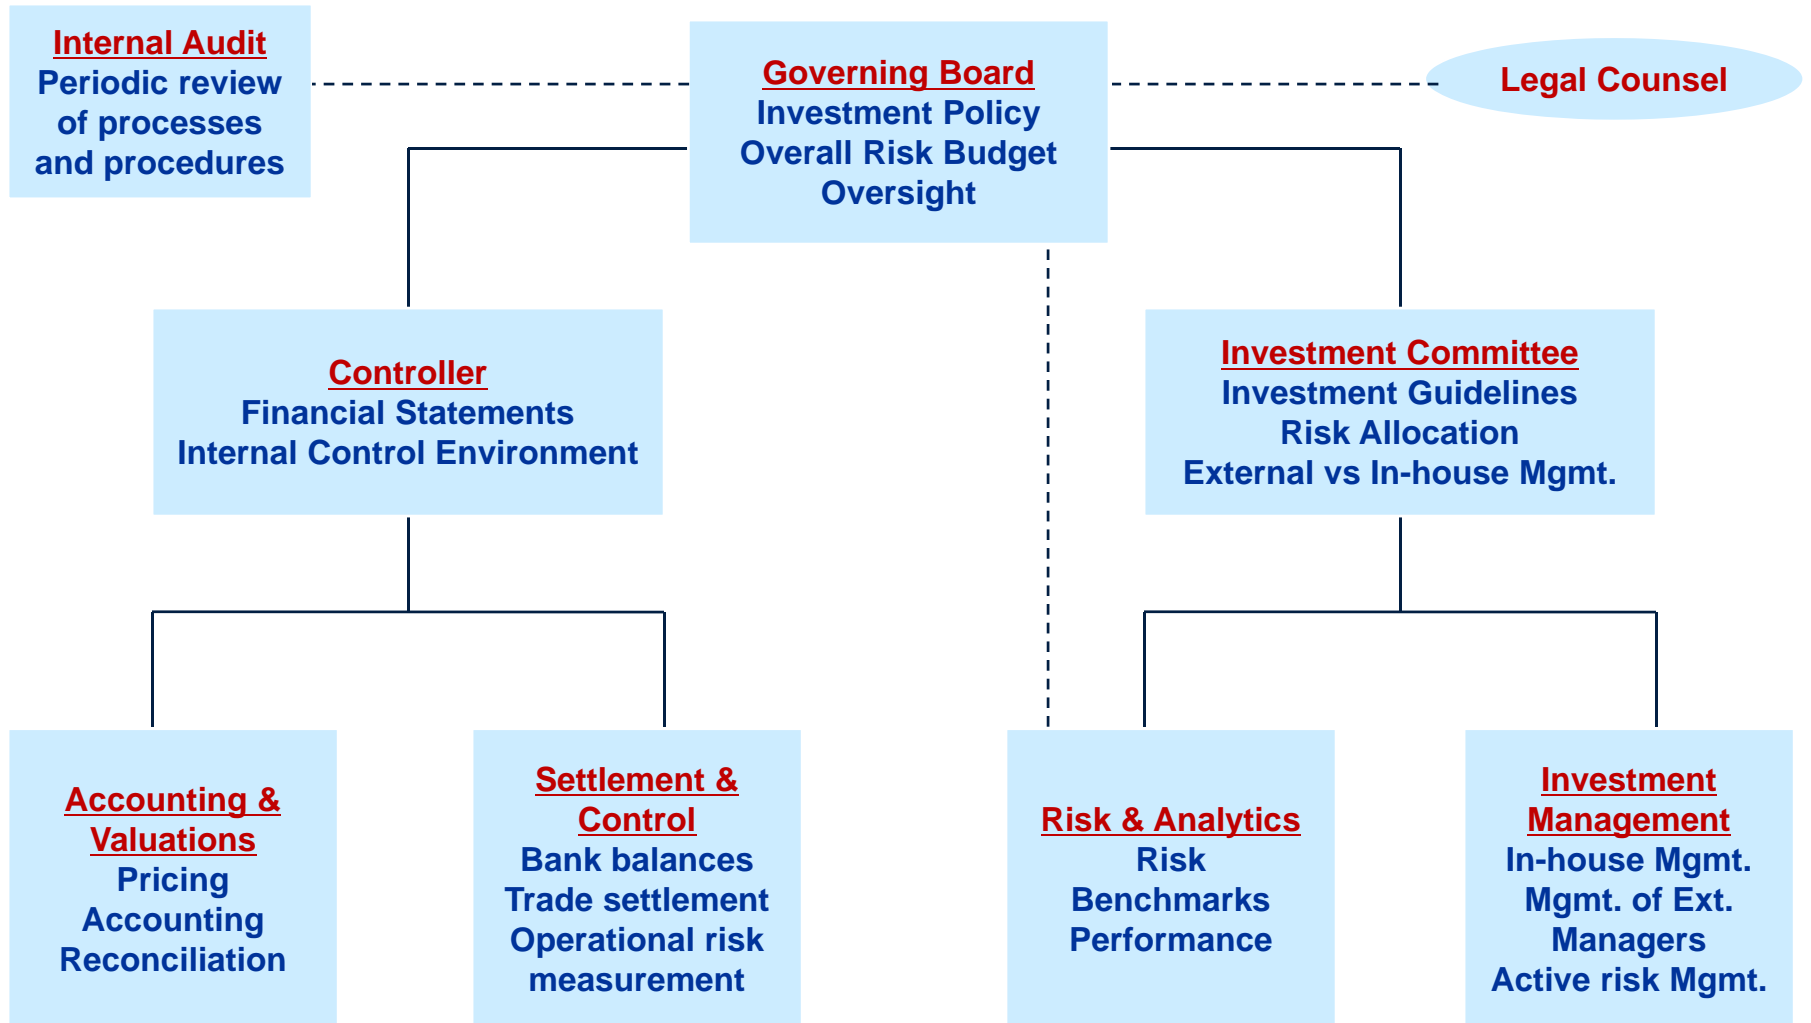 Internal Audit
Periodic review
of processes
and procedures
Governing Board
Investment Policy
Overall Risk Budget
Oversight
Legal Counsel
Controller
Financial Statements
Internal Control Environment
Investment Committee
Investment Guidelines
Risk Allocation
External vs In-house Mgmt.
Accounting &
Valuations
Pricing
Accounting
Reconciliation
Settlement &
Control
Bank balances
Trade settlement
Operational risk
measurement
Risk & Analytics
Risk
Benchmarks
Performance
Investment
Management
In-house Mgmt.
Mgmt. of Ext.
Managers
Active risk Mgmt.